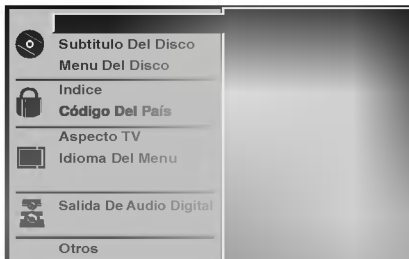 Subtitulo Del Disco
Menu Del Disco
Indice
Código Del País
Aspecto TV
Idioma Del Menu
Salida De Audio Digital
Otros